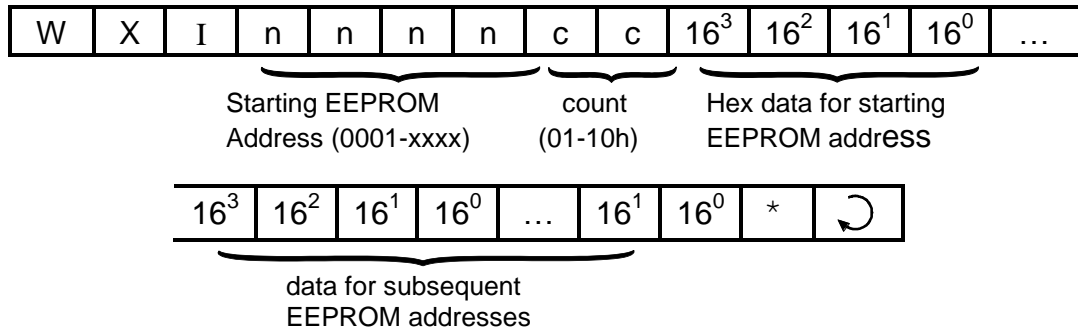 W X I n n n n c c 16³ 16² 16¹ 16⁰ …
Starting EEPROM count Hex data for starting
Address (0001-xxxx) (01-10h) EEPROM address
16³ 16² 16¹ 16⁰ … 16¹ 16⁰ *
data for subsequent
EEPROM addresses